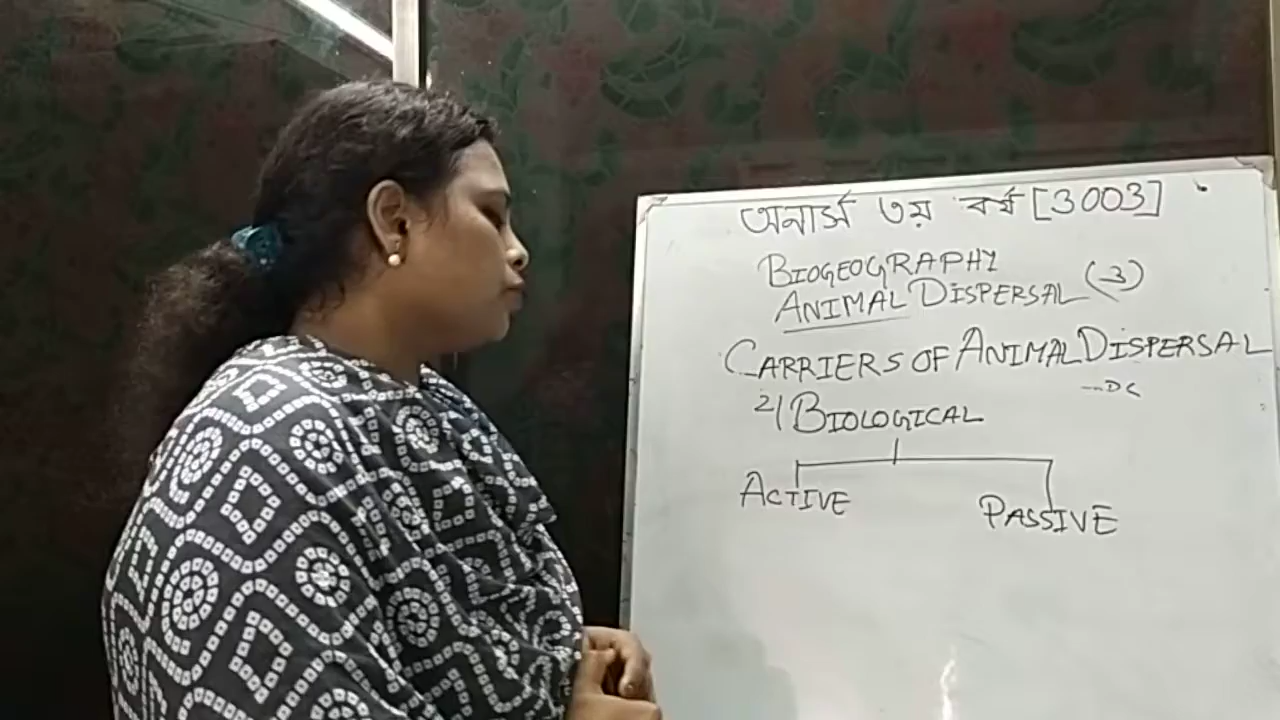 অনার্স ৩য় বর্ষ [3003]
BIOGEOGRAPHY
ANIMAL DISPERSAL (3)
CARRIERS OF ANIMAL DISPERSAL
2) BIOLOGICAL
ACTIVE PASSIVE